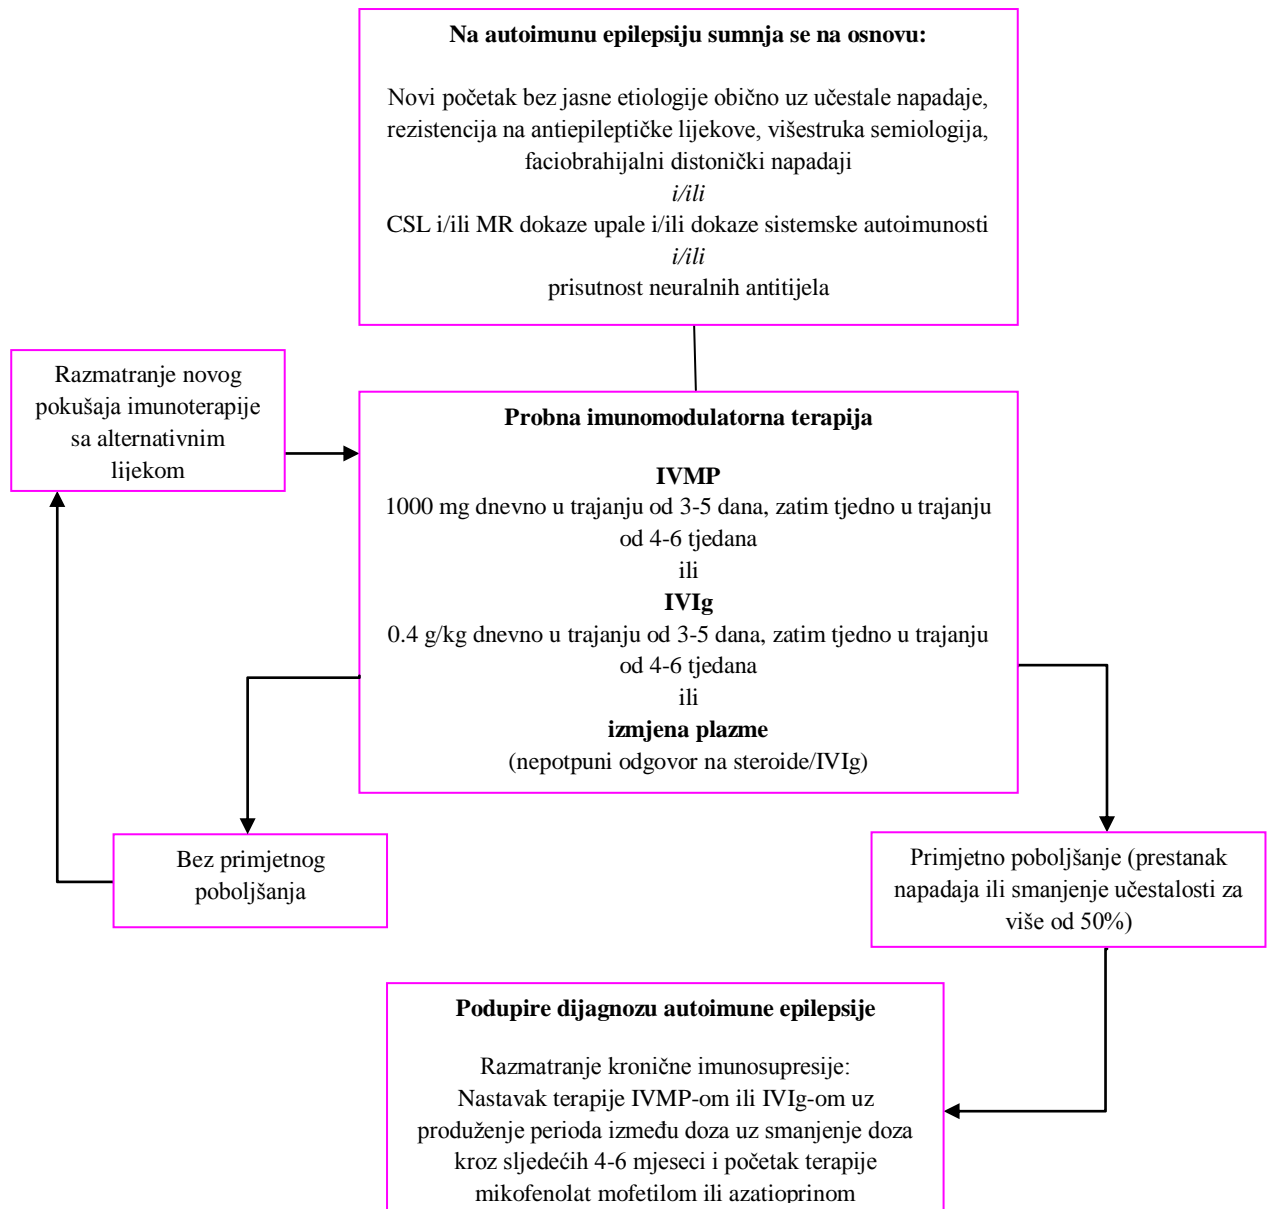 Na autoimunu epilepsiju sumnja se na osnovu:
Novi početak bez jasne etiologije obično uz učestale napadaje,
rezistencija na antiepileptičke lijekove, višestruka semiologija,
faciobrahijalni distonički napadaji
i/ili
CSL i/ili MR dokaze upale i/ili dokaze sistemske autoimunosti
i/ili
prisutnost neuralnih antitijela
Razmatranje novog
pokušaja imunoterapije
sa alternativnim
lijekom
Probna imunomodulatorna terapija
IVMP
1000 mg dnevno u trajanju od 3-5 dana, zatim tjedno u trajanju
od 4-6 tjedana
ili
IVIg
0.4 g/kg dnevno u trajanju od 3-5 dana, zatim tjedno u trajanju
od 4-6 tjedana
ili
izmjena plazme
(nepotpuni odgovor na steroide/IVIg)
Bez primjetnog
poboljšanja
Primjetno poboljšanje (prestanak
napadaja ili smanjenje učestalosti za
više od 50%)
Podupire dijagnozu autoimune epilepsije
Razmatranje kronične imunosupresije:
Nastavak terapije IVMP-om ili IVIg-om uz
produženje perioda između doza uz smanjenje doza
kroz sljedećih 4-6 mjeseci i početak terapije
mikofenolat mofetilom ili azatioprinom